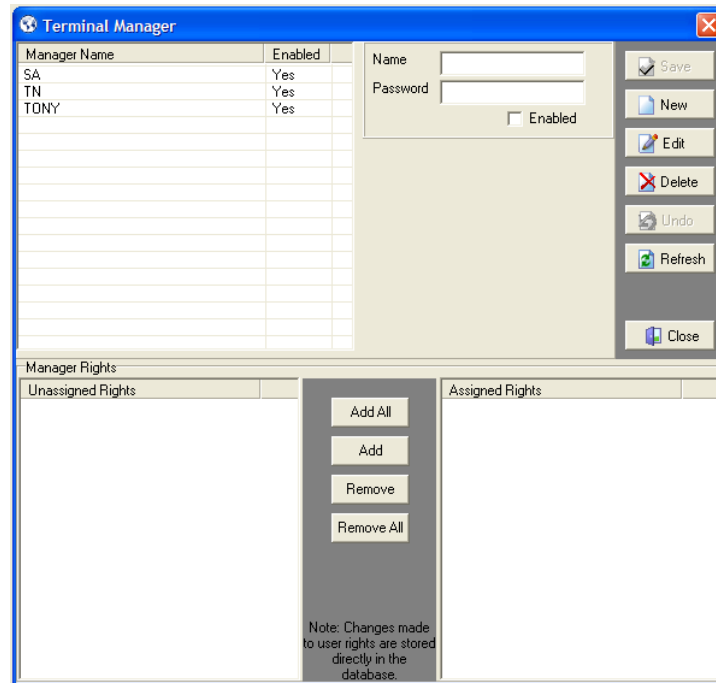 Terminal Manager
Manager Name Enabled
SA Yes
TN Yes
TONY Yes
Name
Password
Enabled
Save
New
Edit
Delete
Undo
Refresh
Close
Manager Rights
Unassigned Rights
Add All
Add
Remove
Remove All
Note: Changes made
to user rights are stored
directly in the
database.
Assigned Rights